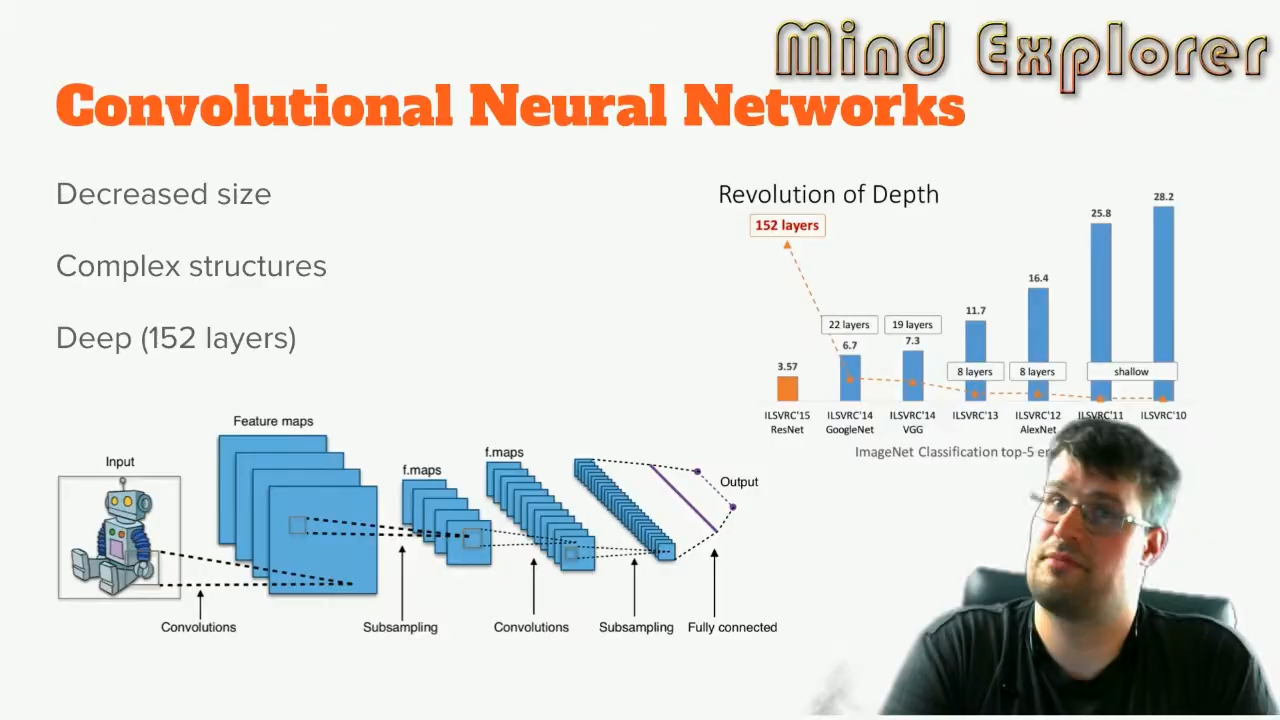 Mind Explorer
Convolutional Neural Networks
Decreased size
Complex structures
Deep (152 layers)
Revolution of Depth
152 layers
28.2
25.8
16.4
11.7
22 layers
19 layers
6.7
7.3
3.57
8 layers
8 layers
shallow
ILSVRC'15
ResNet
ILSVRC'14
GoogleNet
ILSVRC'14
VGG
ILSVRC'13
ILSVRC'12
AlexNet
ILSVRC'11
ILSVRC'10
ImageNet Classification top-5 er
Input
Feature maps
f.maps
f.maps
Output
Convolutions
Subsampling
Convolutions
Subsampling
Fully connected